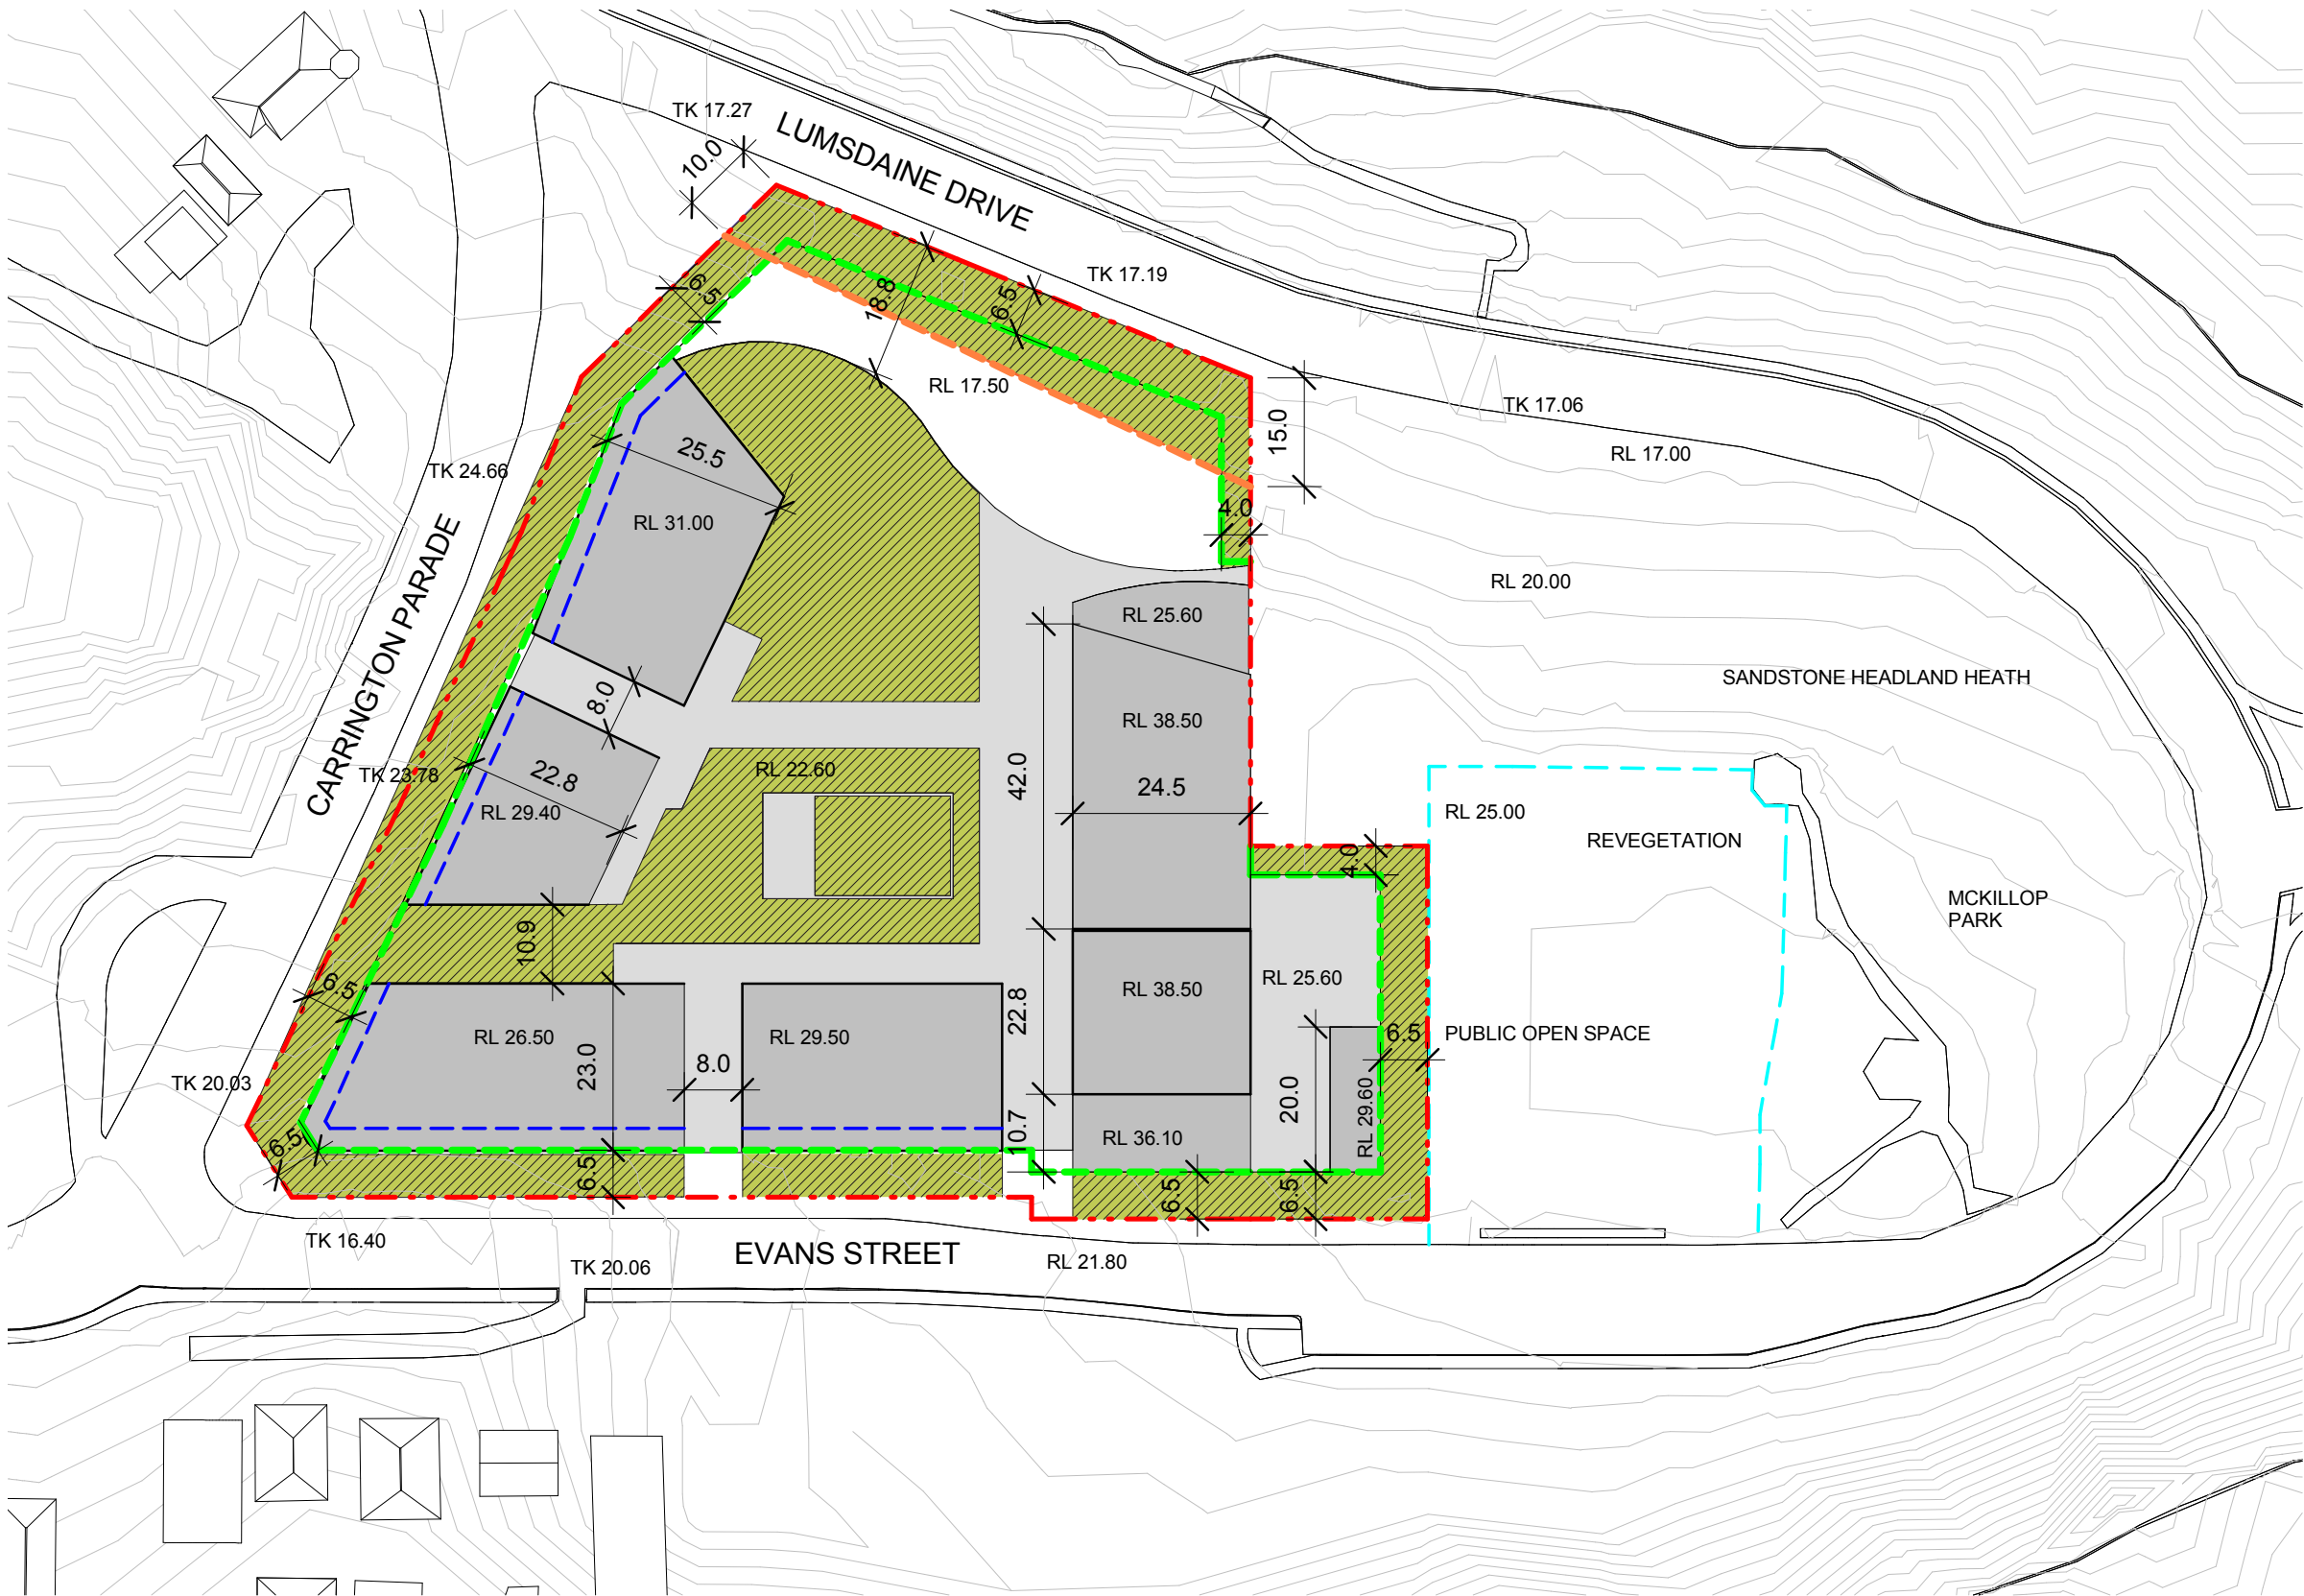 TK 17.27
LUMSDAINE DRIVE
10.0
TK 17.19
6.5
18.8
6.5
RL 17.50
TK 17.06
15.0
RL 17.00
25.5
TK 24.66
4.0
RL 31.00
CARRINGTON PARADE
RL 20.00
RL 25.60
SANDSTONE HEADLAND HEATH
8.0
RL 38.50
TK 23.78
22.8
RL 22.60
42.0
24.5
RL 29.40
RL 25.00
REVEGETATION
4.0
MCKILLOP
PARK
10.9
6.5
RL 38.50
RL 25.60
22.8
RL 26.50
RL 29.50
6.5
PUBLIC OPEN SPACE
23.0
8.0
TK 20.03
20.0
RL 29.60
10.7
RL 36.10
6.5
6.5
6.5
6.5
TK 16.40
EVANS STREET
RL 21.80
TK 20.06